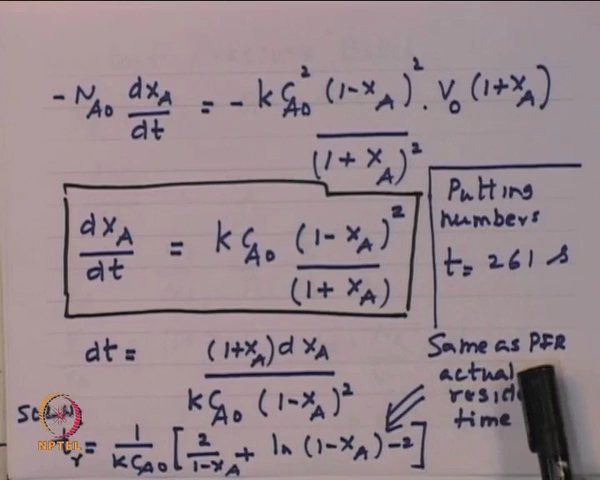 - N_A0 dX_A/dt = - k C_A0^2 (1-X_A)^2/(1+X_A)^2 . V_0 (1+X_A)
dX_A/dt = k C_A0 (1-X_A)^2/(1+X_A)
Putting
numbers
t = 261 s
dt = (1+X_A) dX_A/k C_A0 (1-X_A)^2
Same as PFR
actual
time
= 1/k C_A0 [2/1-X_A + ln (1-X_A) - 2]
NPTEL